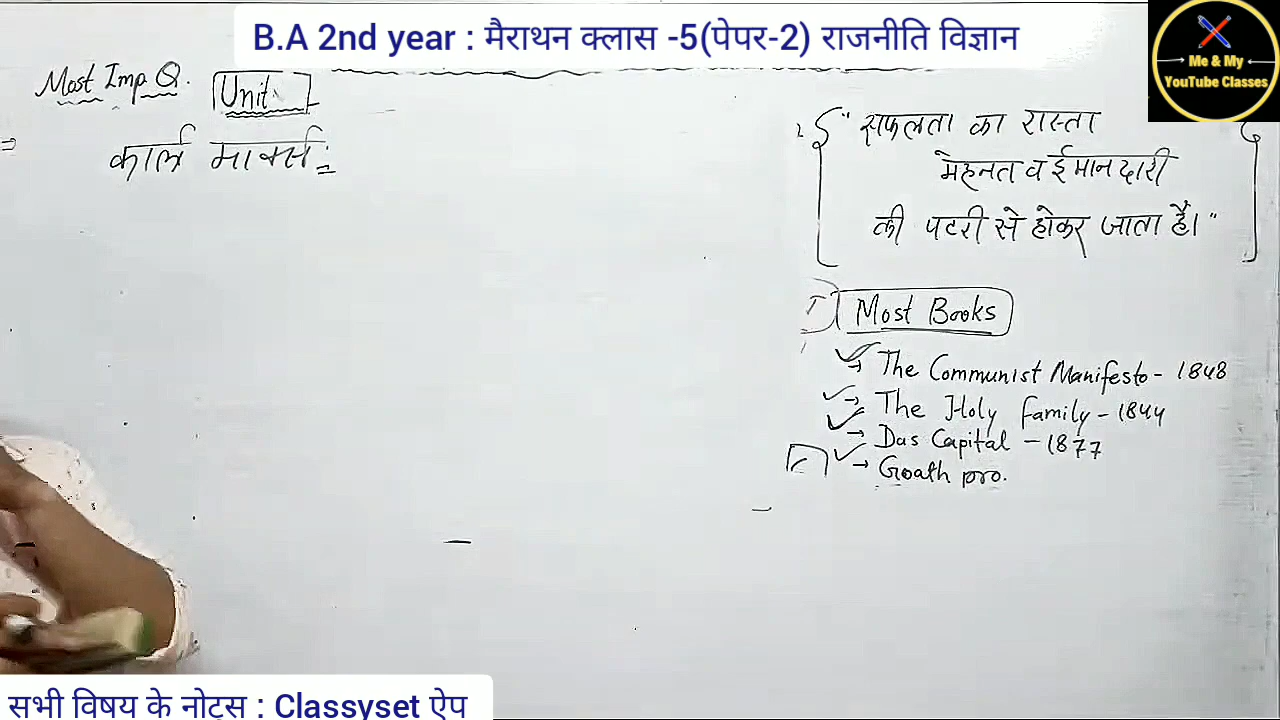 B.A 2nd year : मैराथन क्लास -5(पेपर-2) राजनीति विज्ञान
Me & My
YouTube Classes
Most Imp Q. Unit
कार्ल मार्क्स:
"सफलता का रास्ता
मेहनत व ईमानदारी
की पटरी से होकर जाता है।"
Most Books
→ The Communist Manifesto - 1848
→ The Holy Family - 1844
→ Das Capital - 1877
→ Goath pro.
सभी विषय के नोट्स : Classyset ऐप